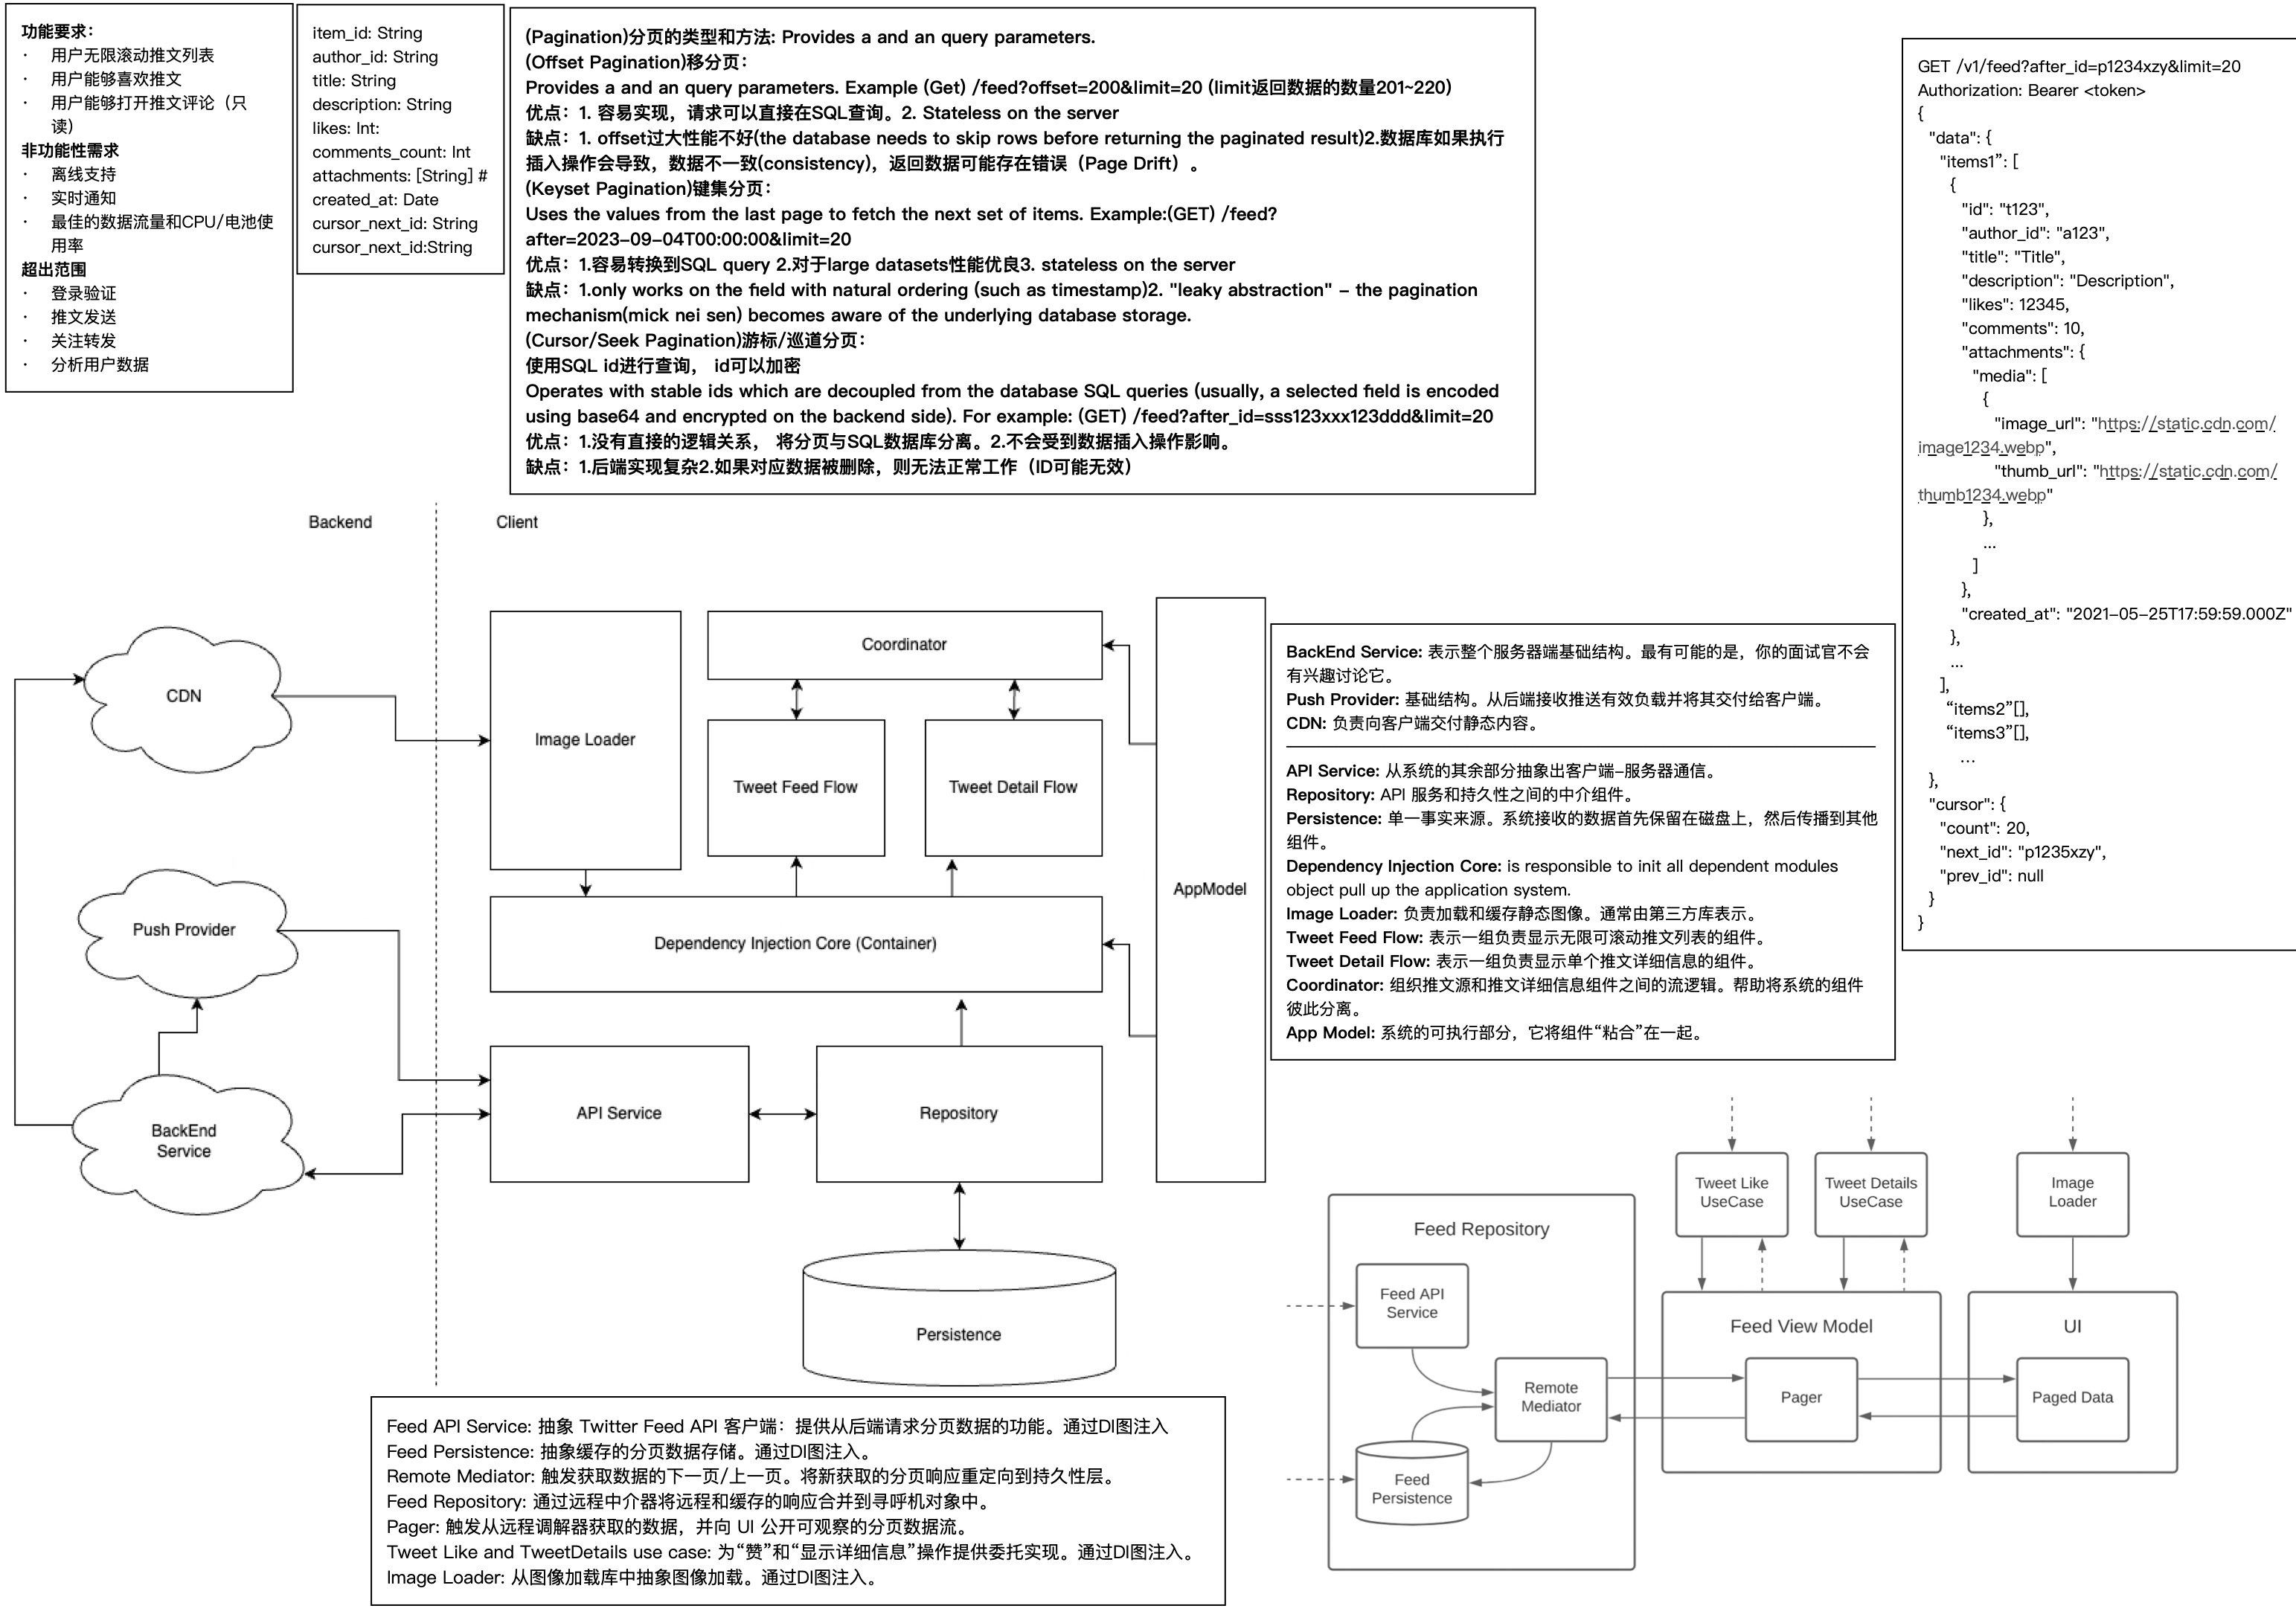 功能要求：
· 用户无限滚动推文列表
· 用户能够喜欢推文
· 用户能够打开推文评论（只
读）
非功能性需求
· 离线支持
· 实时通知
· 最佳的数据流量和CPU/电池使
用率
超出范围
· 登录验证
· 推文发送
· 关注转发
· 分析用户数据
item_id: String
author_id: String
title: String
description: String
likes: Int:
comments_count: Int
attachments: [String] #
created_at: Date
cursor_next_id: String
cursor_next_id:String
(Pagination)分页的类型和方法: Provides a and an query parameters.
(Offset Pagination)移分页：
Provides a and an query parameters. Example (Get) /feed?offset=200&limit=20 (limit返回数据的数量201~220)
优点：1. 容易实现，请求可以直接在SQL查询。2. Stateless on the server
缺点：1. offset过大性能不好(the database needs to skip rows before returning the paginated result)2.数据库如果执行
插入操作会导致，数据不一致(consistency)，返回数据可能存在错误（Page Drift）。
(Keyset Pagination)键集分页：
Uses the values from the last page to fetch the next set of items. Example:(GET) /feed?
after=2023-09-04T00:00:00&limit=20
优点：1.容易转换到SQL query 2.对于large datasets性能优良3. stateless on the server
缺点：1.only works on the field with natural ordering (such as timestamp)2. "leaky abstraction" – the pagination
mechanism(mick nei sen) becomes aware of the underlying database storage.
(Cursor/Seek Pagination)游标/巡道分页：
使用SQL id进行查询， id可以加密
Operates with stable ids which are decoupled from the database SQL queries (usually, a selected field is encoded
using base64 and encrypted on the backend side). For example: (GET) /feed?after_id=sss123xxx123ddd&limit=20
优点：1.没有直接的逻辑关系， 将分页与SQL数据库分离。2.不会受到数据插入操作影响。
缺点：1.后端实现复杂2.如果对应数据被删除，则无法正常工作（ID可能无效）
GET /v1/feed?after_id=p1234xzy&limit=20
Authorization: Bearer <token>
{
"data": {
"items1”: [
{
"id": "t123",
"author_id": "a123",
"title": "Title",
"description": "Description",
"likes": 12345,
"comments": 10,
"attachments": {
"media": [
{
"image_url": "https://static.cdn.com/
image1234.webp",
"thumb_url": "https://static.cdn.com/
thumb1234.webp"
},
...
]
},
"created_at": "2021-05-25T17:59:59.000Z"
},
...
],
“items2”[],
“items3”[],
...
},
"cursor": {
"count": 20,
"next_id": "p1235xzy",
"prev_id": null
}
}
Backend
Client
CDN
Push Provider
BackEnd
Service
Image Loader
Coordinator
Tweet Feed Flow
Tweet Detail Flow
Dependency Injection Core (Container)
API Service
Repository
Persistence
AppModel
BackEnd Service: 表示整个服务器端基础结构。最有可能的是，你的面试官不会
有兴趣讨论它。
Push Provider: 基础结构。从后端接收推送有效负载并将其交付给客户端。
CDN: 负责向客户端交付静态内容。
API Service: 从系统的其余部分抽象出客户端-服务器通信。
Repository: API 服务和持久性之间的中介组件。
Persistence: 单一事实来源。系统接收的数据首先保留在磁盘上，然后传播到其他
组件。
Dependency Injection Core: is responsible to init all dependent modules
object pull up the application system.
Image Loader: 负责加载和缓存静态图像。通常由第三方库表示。
Tweet Feed Flow: 表示一组负责显示无限可滚动推文列表的组件。
Tweet Detail Flow: 表示一组负责显示单个推文详细信息的组件。
Coordinator: 组织推文源和推文详细信息组件之间的流逻辑。帮助将系统的组件
彼此分离。
App Model: 系统的可执行部分，它将组件“粘合”在一起。
Feed Repository
Feed API
Service
Feed
Persistence
Remote
Mediator
Tweet Like
UseCase
Tweet Details
UseCase
Image
Loader
Feed View Model
Pager
UI
Paged Data
Feed API Service: 抽象 Twitter Feed API 客户端：提供从后端请求分页数据的功能。通过DI图注入
Feed Persistence: 抽象缓存的分页数据存储。通过DI图注入。
Remote Mediator: 触发获取数据的下一页/上一页。将新获取的分页响应重定向到持久性层。
Feed Repository: 通过远程中介器将远程和缓存的响应合并到寻呼机对象中。
Pager: 触发从远程调解器获取的数据，并向 UI 公开可观察的分页数据流。
Tweet Like and TweetDetails use case: 为“赞”和“显示详细信息”操作提供委托实现。通过DI图注入。
Image Loader: 从图像加载库中抽象图像加载。通过DI图注入。